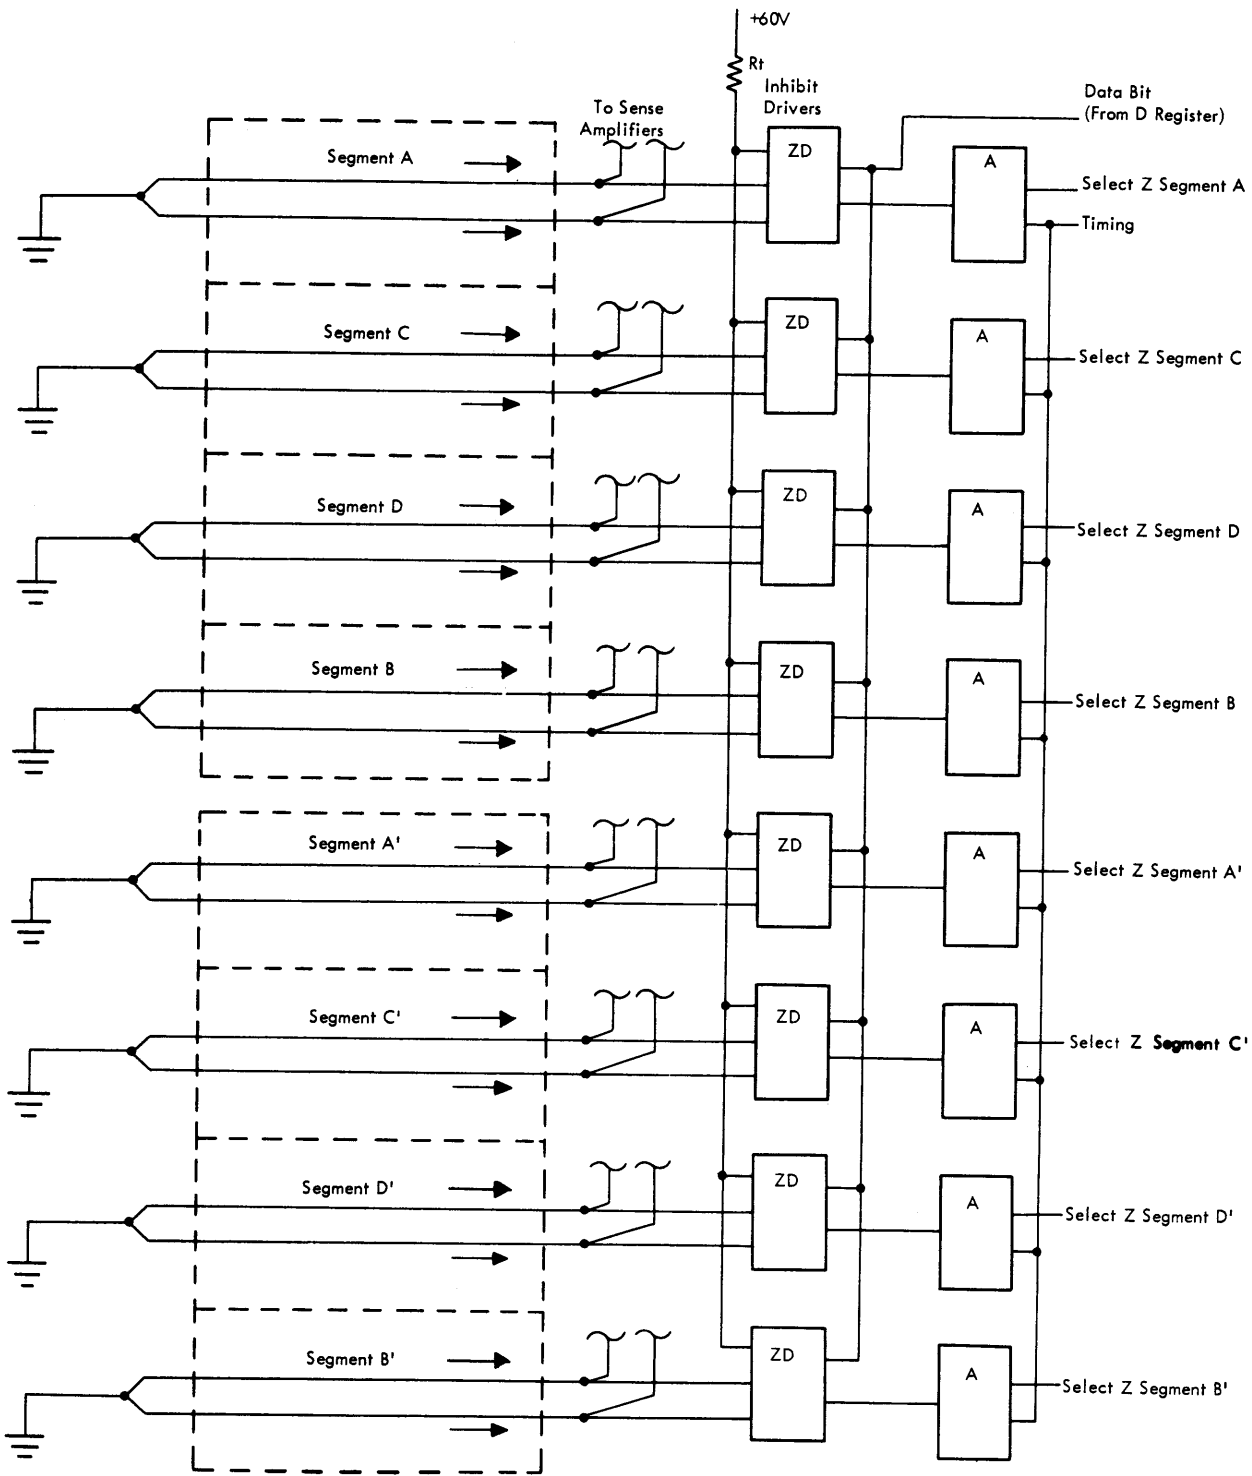 +60V
Rt
Inhibit
Drivers
To Sense
Amplifiers
Data Bit
(From D Register)
Segment A
ZD
A
Select Z Segment A
Timing
Segment C
ZD
A
Select Z Segment C
Segment D
ZD
A
Select Z Segment D
Segment B
ZD
A
Select Z Segment B
Segment A'
ZD
A
Select Z Segment A'
Segment C'
ZD
A
Select Z Segment C'
Segment D'
ZD
A
Select Z Segment D'
Segment B'
ZD
A
Select Z Segment B'